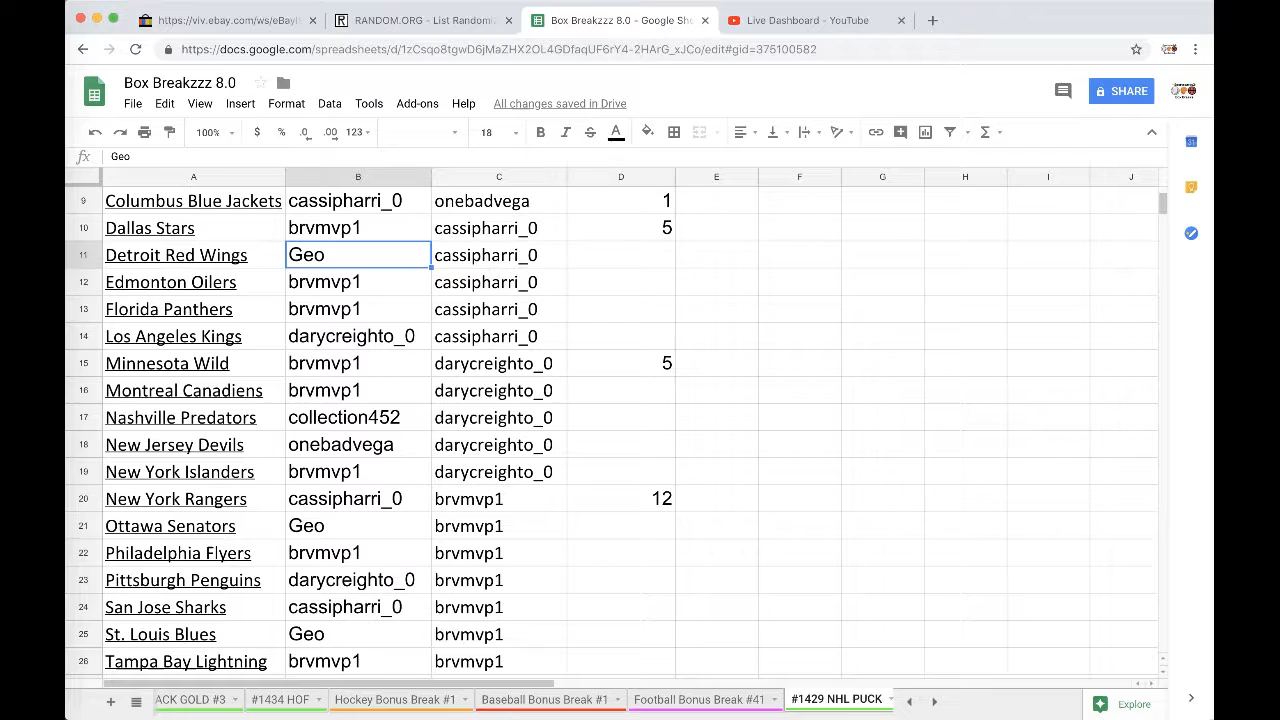 https://viv.ebay.com/ws/eBayI
RANDOM.ORG - List Randomi
Box Breakzzz 8.0 - Google She
Live Dashboard - YouTube
https://docs.google.com/spreadsheets/d/1zCsqo8tgwD6jMaZHX2OL4GDfaqUF6rY4-2HArG_xJCo/edit#gid=375100582
Box Breakzzz 8.0
File Edit View Insert Format Data Tools Add-ons Help All changes saved in Drive
SHARE
100% $ % .0 .00 123 18 B I S A
fx Geo
A B C D E F G H I J
9 Columbus Blue Jackets cassipharri_0 onebadvega 1
10 Dallas Stars brvmvp1 cassipharri_0 5
11 Detroit Red Wings Geo cassipharri_0
12 Edmonton Oilers brvmvp1 cassipharri_0
13 Florida Panthers brvmvp1 cassipharri_0
14 Los Angeles Kings darycreighto_0 cassipharri_0
15 Minnesota Wild brvmvp1 darycreighto_0 5
16 Montreal Canadiens brvmvp1 darycreighto_0
17 Nashville Predators collection452 darycreighto_0
18 New Jersey Devils onebadvega darycreighto_0
19 New York Islanders brvmvp1 darycreighto_0
20 New York Rangers cassipharri_0 brvmvp1 12
21 Ottawa Senators Geo brvmvp1
22 Philadelphia Flyers brvmvp1 brvmvp1
23 Pittsburgh Penguins darycreighto_0 brvmvp1
24 San Jose Sharks cassipharri_0 brvmvp1
25 St. Louis Blues Geo brvmvp1
26 Tampa Bay Lightning brvmvp1 brvmvp1
ACK GOLD #3 #1434 HOF Hockey Bonus Break #1 Baseball Bonus Break #1 Football Bonus Break #41 #1429 NHL PUCK
Explore